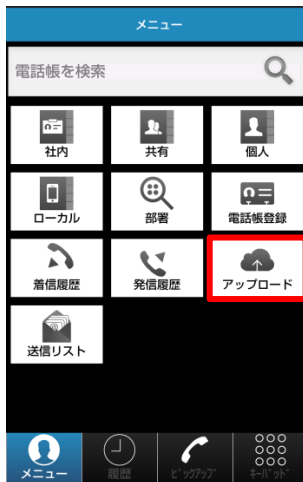 メニュー
電話帳を検索
社内
共有
個人
ローカル
部署
電話帳登録
着信履歴
発信履歴
アップロード
送信リスト
メニュー
履歴
ピックアップ
キーパッド